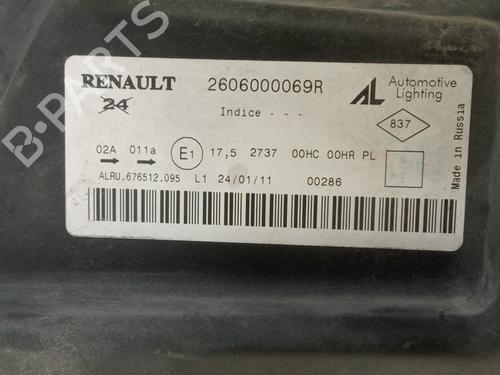 RENAULT 2606000069R AL Automotive Lighting
24
Indice - - -
837
02A 011a E1 17,5 2737 00HC 00HR PL
ALRU.676512.095 L1 24/01/11 00286
Made in Russia
B-PARTS